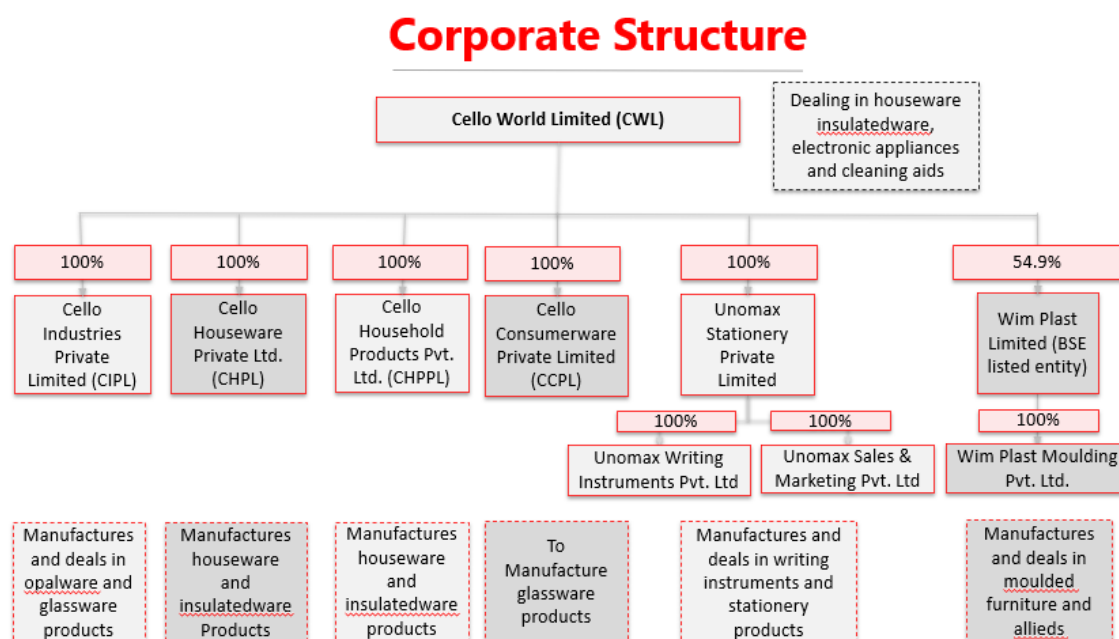 Corporate Structure
Cello World Limited (CWL)
Dealing in houseware
insulatedware,
electronic appliances
and cleaning aids
100%
100%
100%
100%
100%
54.9%
Cello
Industries
Private
Limited (CIPL)
Cello
Houseware
Private Ltd.
(CHPL)
Cello
Household
Products Pvt.
Ltd. (CHPPL)
Cello
Consumerware
Private Limited
(CCPL)
Unomax
Stationery
Private
Limited
Wim Plast
Limited (BSE
listed entity)
100%
100%
100%
Unomax Writing
Instruments Pvt. Ltd
Unomax Sales &
Marketing Pvt. Ltd
Wim Plast Moulding
Pvt. Ltd.
Manufactures
and deals in
opalware and
glassware
products
Manufactures
houseware
and
insulatedware
Products
Manufactures
houseware
and
insulatedware
products
To
Manufacture
glassware
products
Manufactures and
deals in writing
instruments and
stationery
products
Manufactures
and deals in
moulded
furniture and
allieds